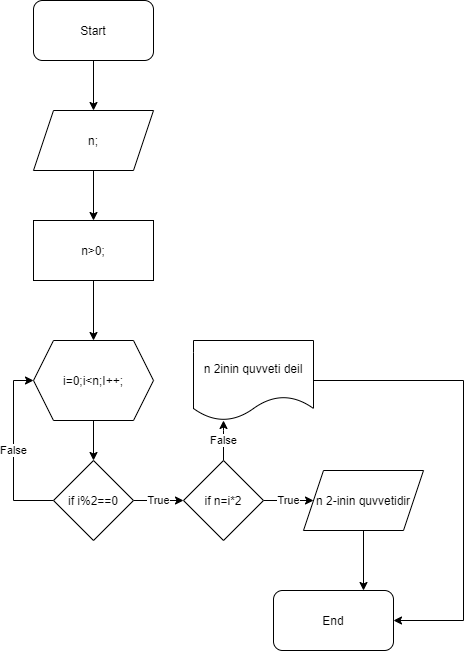 Start
n;
n>0;
i=0;i<n;I++;
n 2inin quvveti deil
False
False
if i%2==0
True
if n=i*2
True
n 2-inin quvvetidir
End